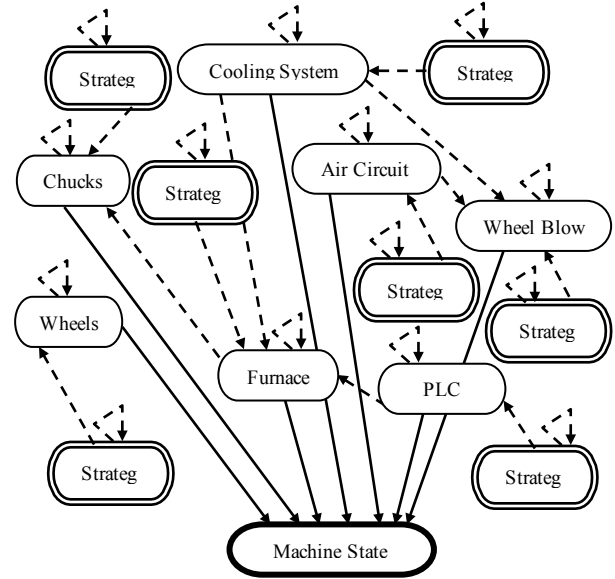 Strateg
Cooling System
Strateg
Chucks
Strateg
Air Circuit
Wheel Blow
Strateg
Strateg
Wheels
Furnace
PLC
Strateg
Strateg
Machine State